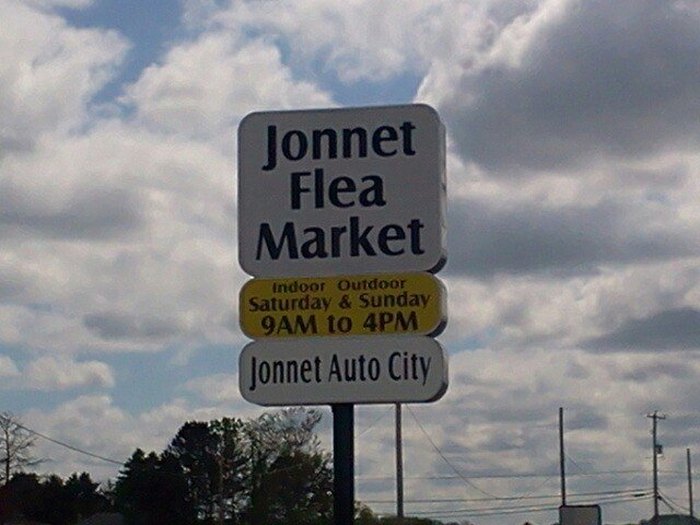 Jonnet
Flea
Market
Indoor Outdoor
Saturday & Sunday
9AM to 4PM
Jonnet Auto City